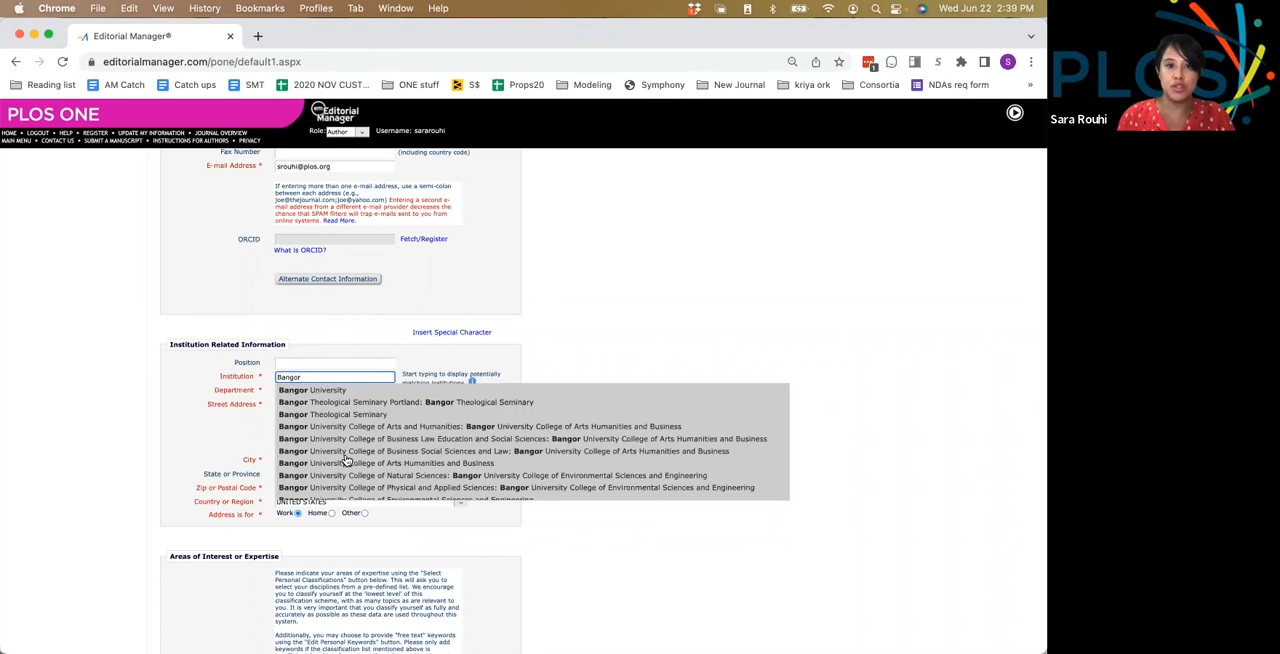 Chrome File Edit View History Bookmarks Profiles Tab Window Help Wed Jun 22 2:39 PM
Editorial Manager®
editorialmanager.com/pone/default1.aspx
Reading list AM Catch Catch ups SMT 2020 NOV CUST... ONE stuff S$ Props20 Modeling Symphony New Journal kriya ork Consortia NDAs req form »
PLOS ONE
em Editorial Manager
Role: Author Username: sararouhi
HOME • LOGOUT • HELP • REGISTER • UPDATE MY INFORMATION • JOURNAL OVERVIEW
MAIN MENU • CONTACT US • SUBMIT A MANUSCRIPT • INSTRUCTIONS FOR AUTHORS • PRIVACY
PLOS
Sara Rouhi
Fax Number (including country code)
E-mail Address * srouhi@plos.org
If entering more than one e-mail address, use a semi-colon
between each address (e.g.,
joe@thejournal.com;joe@yahoo.com) Entering a second e-
mail address from a different e-mail provider decreases the
chance that SPAM filters will trap e-mails sent to you from
online systems. Read More.
ORCID Fetch/Register
What is ORCID?
Alternate Contact Information
Insert Special Character
Institution Related Information
Position
Institution * Bangor Start typing to display potentially
matching institutions.
Department *
Street Address *
City *
State or Province
Zip or Postal Code *
Country or Region * UNITED STATES
Address is for * Work Home Other
Bangor University
Bangor Theological Seminary Portland: Bangor Theological Seminary
Bangor Theological Seminary
Bangor University College of Arts and Humanities: Bangor University College of Arts Humanities and Business
Bangor University College of Business Law Education and Social Sciences: Bangor University College of Arts Humanities and Business
Bangor University College of Business Social Sciences and Law: Bangor University College of Arts Humanities and Business
Bangor University College of Arts Humanities and Business
Bangor University College of Natural Sciences: Bangor University College of Environmental Sciences and Engineering
Bangor University College of Physical and Applied Sciences: Bangor University College of Environmental Sciences and Engineering
Bangor University College of Environmental Sciences and Engineering
Areas of Interest or Expertise
Please indicate your areas of expertise using the "Select
Personal Classifications" button below. This will ask you to
select your disciplines from a pre-defined list. We encourage
you to classify yourself at the 'lowest level' of this
classification scheme, with as many topics as are relevant to
you. It is very important that you classify yourself as fully and
accurately as possible as these data are used throughout this
system.
Additionally, you may choose to provide "free text" keywords
using the "Edit Personal Keywords" button. Please only add
keywords if the classification list mentioned above is